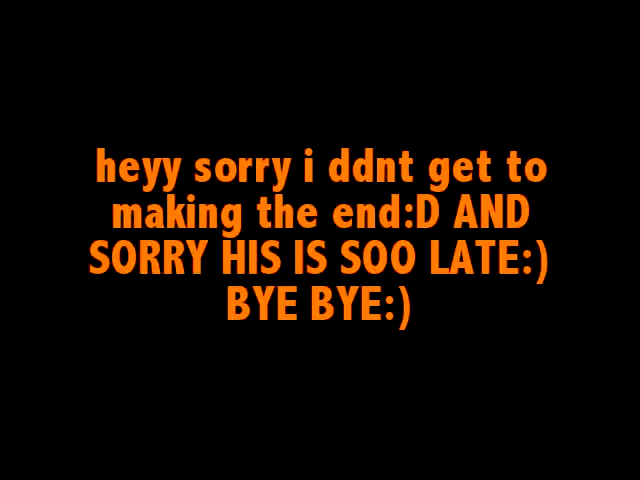 heyy sorry i ddnt get to
making the end:D AND
SORRY HIS IS SOO LATE:)
BYE BYE:)